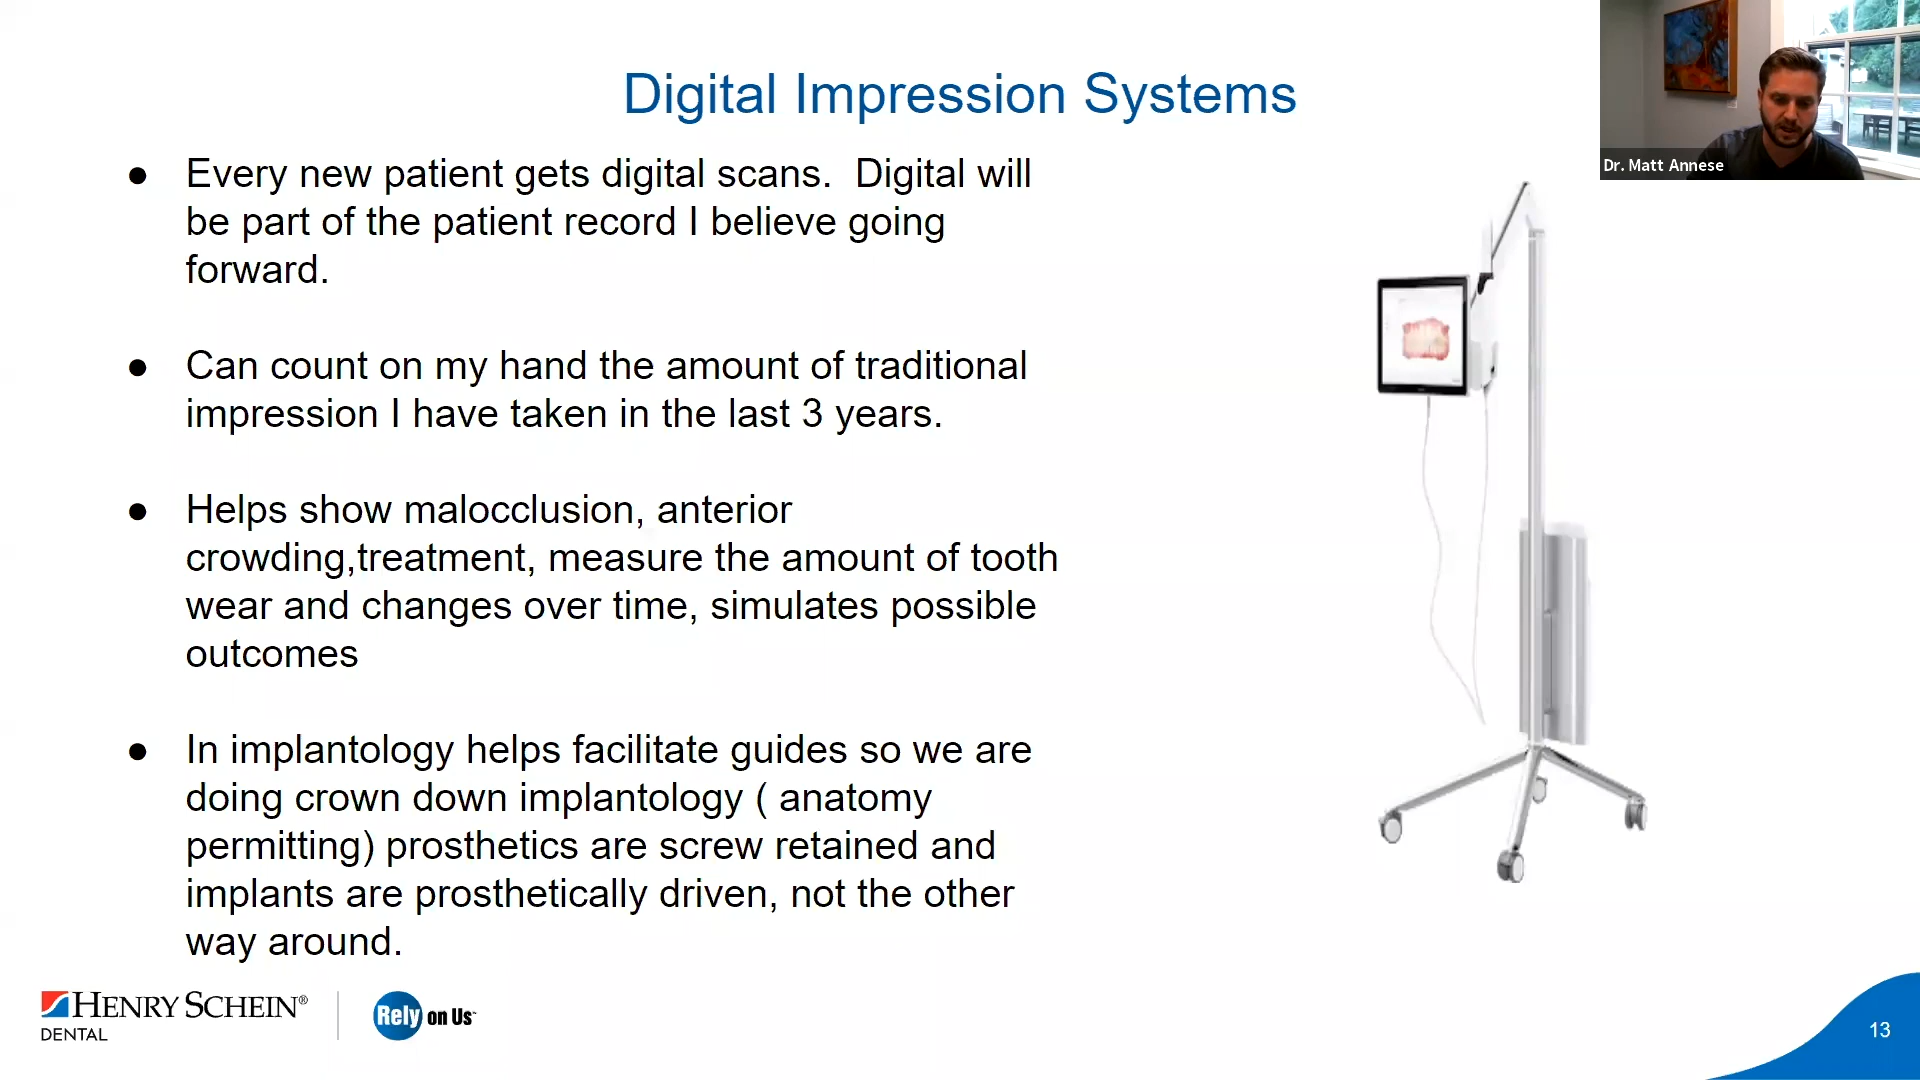 Digital Impression Systems
● Every new patient gets digital scans.  Digital will
be part of the patient record I believe going
forward.
● Can count on my hand the amount of traditional
impression I have taken in the last 3 years.
● Helps show malocclusion, anterior
crowding,treatment, measure the amount of tooth
wear and changes over time, simulates possible
outcomes
● In implantology helps facilitate guides so we are
doing crown down implantology ( anatomy
permitting) prosthetics are screw retained and
implants are prosthetically driven, not the other
way around.
Dr. Matt Annese
HENRY SCHEIN®
DENTAL
Rely on Us™
13